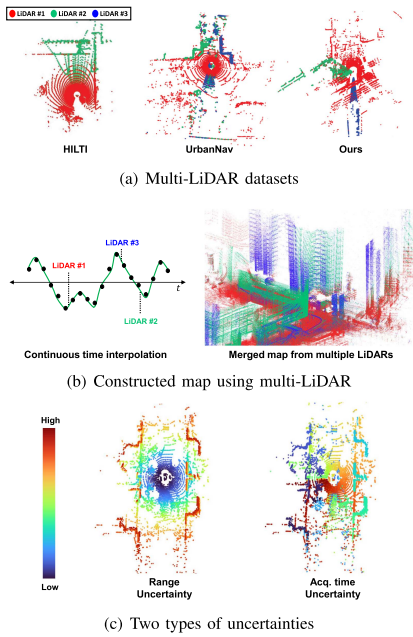 LiDAR #1 LiDAR #2 LiDAR #3
HILTI UrbanNav Ours
(a) Multi-LiDAR datasets
LiDAR #3
LiDAR #1
t
LiDAR #2
Continuous time interpolation Merged map from multiple LiDARs
(b) Constructed map using multi-LiDAR
High
Low
Range Acq. time
Uncertainty Uncertainty
(c) Two types of uncertainties